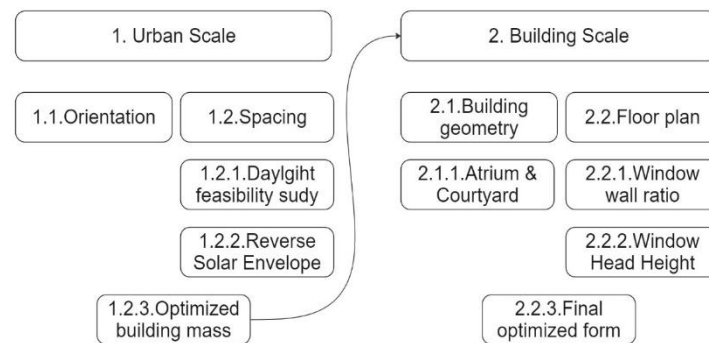 1. Urban Scale
2. Building Scale
1.1.Orientation
1.2.Spacing
2.1.Building
geometry
2.2.Floor plan
1.2.1.Daylgiht
feasibility sudy
2.1.1.Atrium &
Courtyard
2.2.1.Window
wall ratio
1.2.2.Reverse
Solar Envelope
2.2.2.Window
Head Height
1.2.3.Optimized
building mass
2.2.3.Final
optimized form